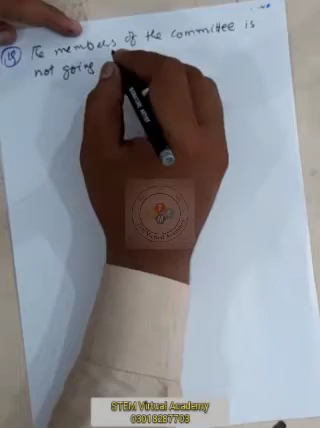 (19) The members of the committee is
not going
STEM Virtual Academy
03018287703